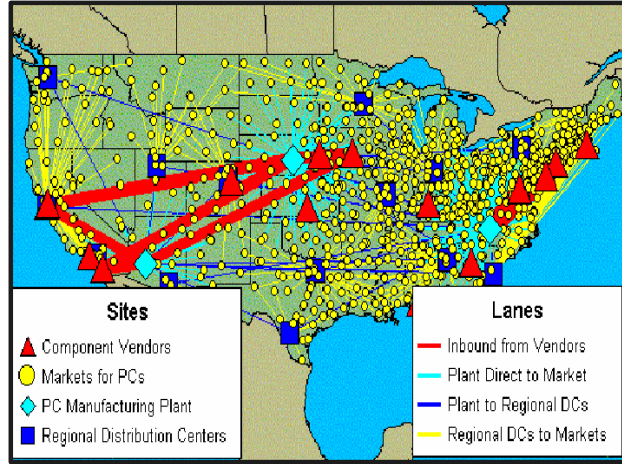 Sites
Component Vendors
Markets for PCs
PC Manufacturing Plant
Regional Distribution Centers
Lanes
Inbound from Vendors
Plant Direct to Market
Plant to Regional DCs
Regional DCs to Markets